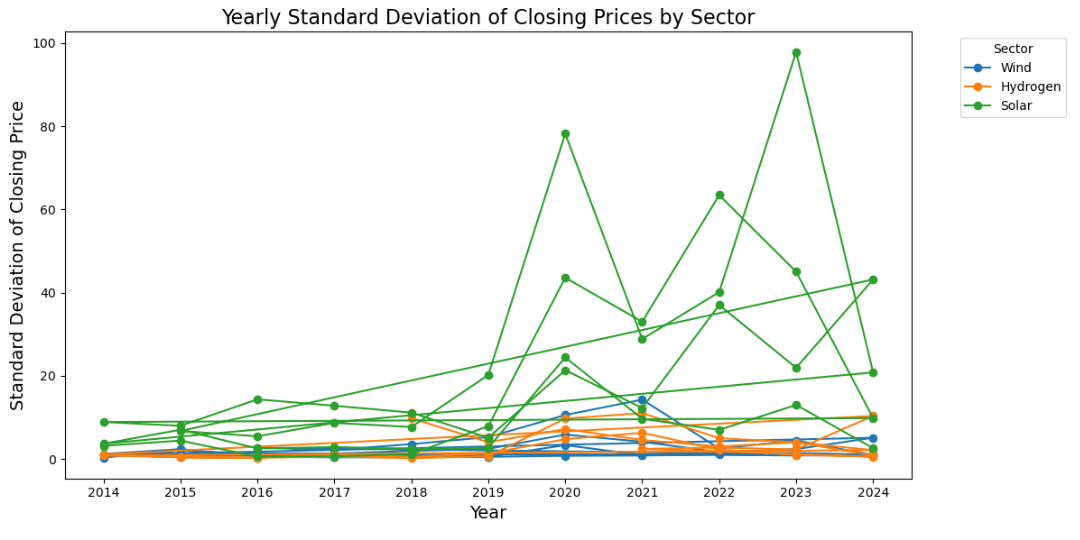 Yearly Standard Deviation of Closing Prices by Sector
Standard Deviation of Closing Price
100
80
60
40
20
0
2014 2015 2016 2017 2018 2019 2020 2021 2022 2023 2024
Year
Sector
Wind
Hydrogen
Solar